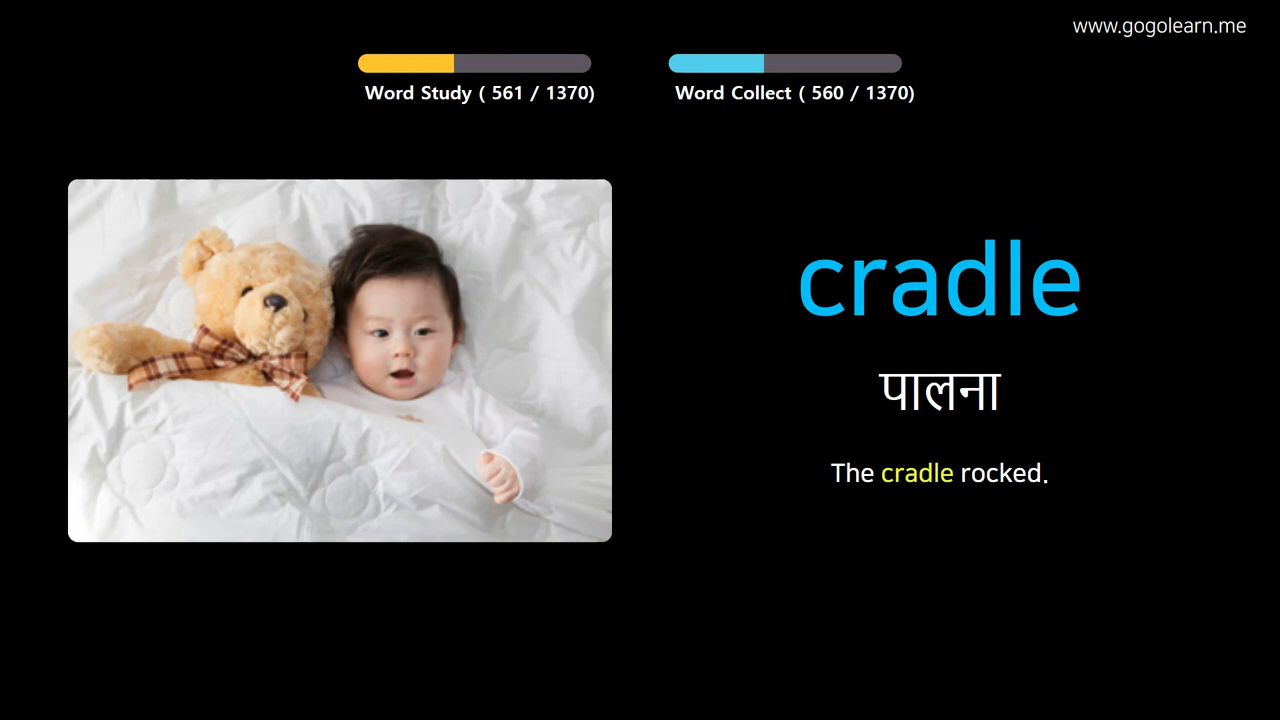 www.gogolearn.me
Word Study ( 561 / 1370)
Word Collect ( 560 / 1370)
cradle
पालना
The cradle rocked.